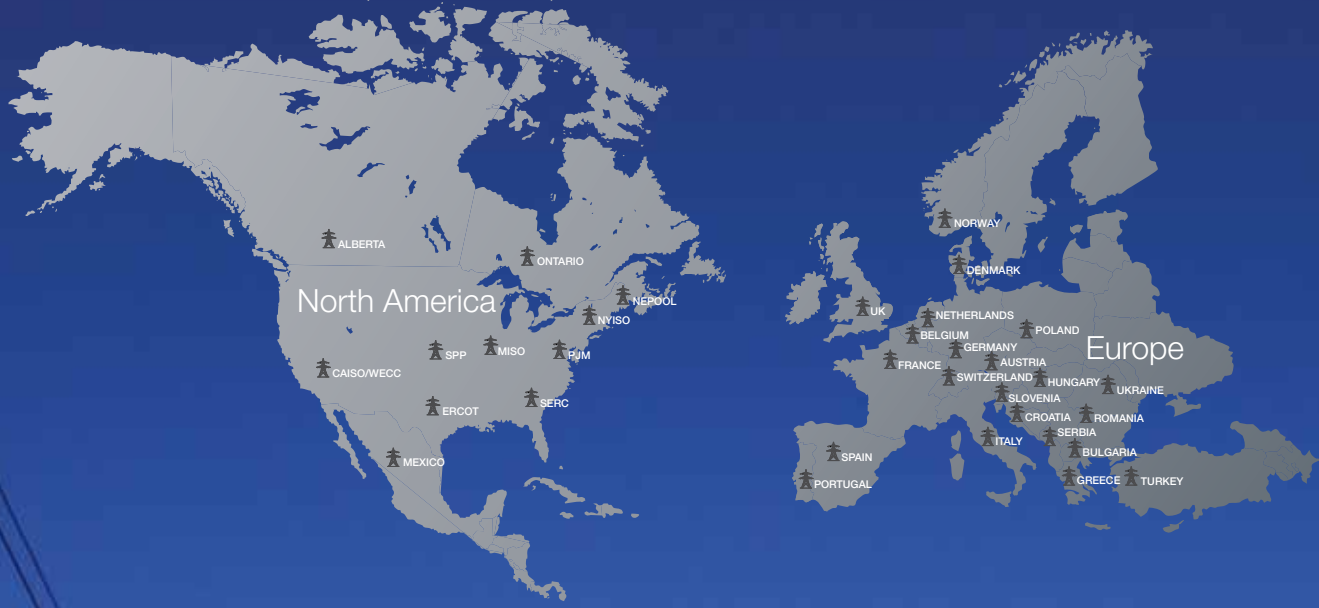 North America
ALBERTA
ONTARIO
NEPOOL
NYISO
MISO
SPP
PJM
CAISO/WECC
SERC
ERCOT
MEXICO
Europe
NORWAY
DENMARK
UK
NETHERLANDS
BELGIUM
POLAND
GERMANY
FRANCE
AUSTRIA
SWITZERLAND
HUNGARY
UKRAINE
SLOVENIA
CROATIA
ROMANIA
SERBIA
ITALY
BULGARIA
SPAIN
PORTUGAL
GREECE
TURKEY